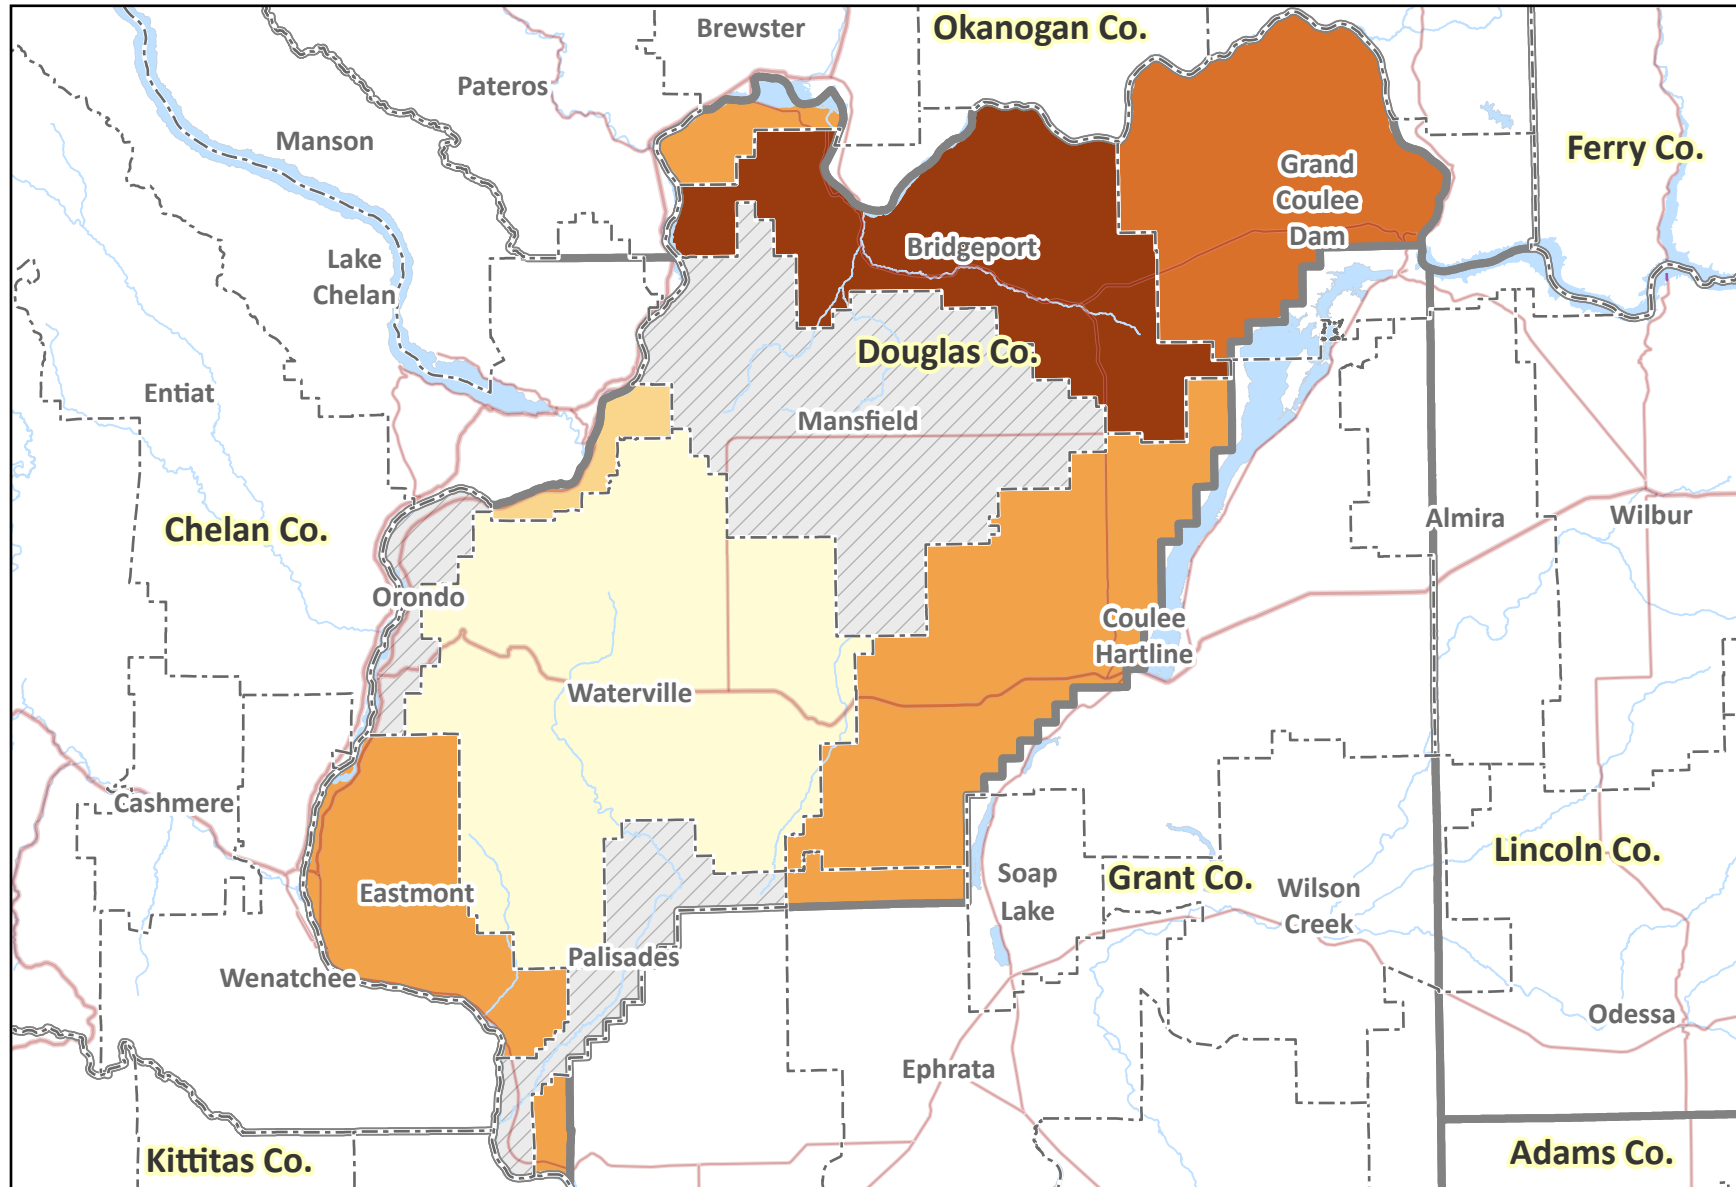 Brewster
Okanogan Co.
Pateros
Manson
Ferry Co.
Grand
Coulee
Dam
Bridgeport
Lake
Chelan
Douglas Co.
Entiat
Mansfield
Chelan Co.
Almira
Wilbur
Orondo
Coulee
Hartline
Waterville
Cashmere
Lincoln Co.
Soap
Lake
Grant Co.
Wilson
Creek
Eastmont
Palisades
Wenatchee
Odessa
Ephrata
Kittitas Co.
Adams Co.